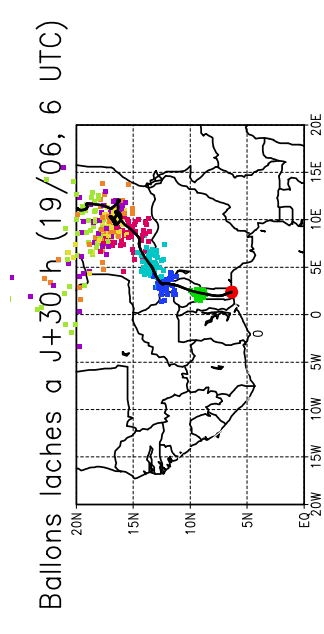 Ballons laches a J+30 h (19/06, 6 UTC)
20N
15N
10N
5N
EQ
20W
15W
10W
5W
0
5E
10E
15E
20E
0